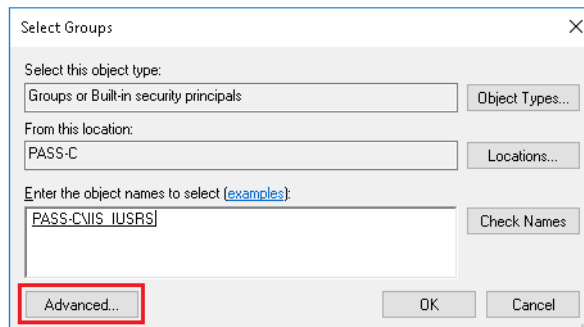 Select Groups
Select this object type:
Groups or Built-in security principals
Object Types...
From this location:
PASS-C
Locations...
Enter the object names to select (examples):
PASS-C\IIS_IUSRS
Check Names
Advanced...
OK
Cancel